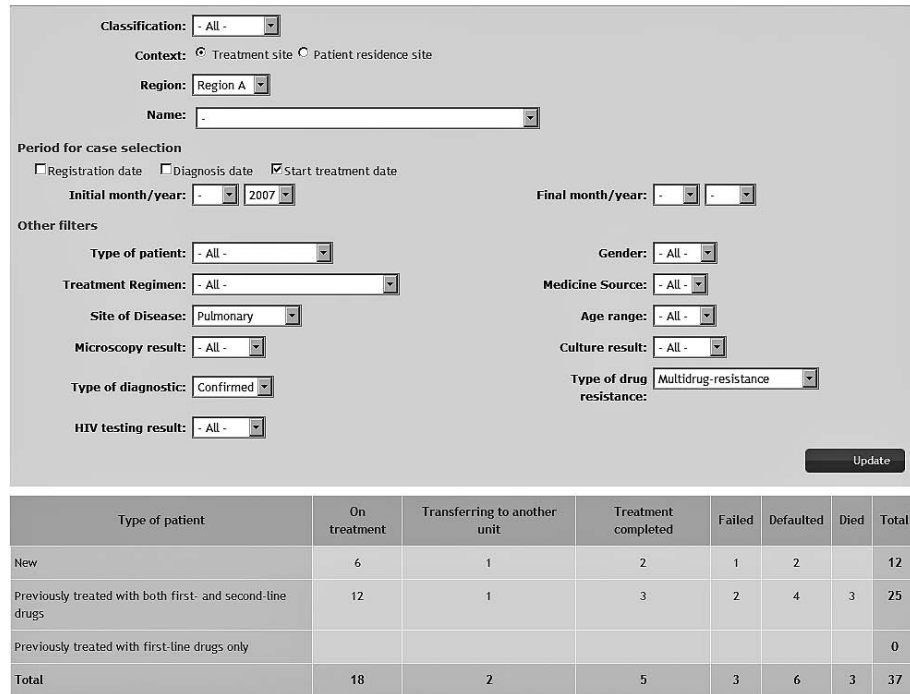 Classification: - All -
Context: Treatment site Patient residence site
Region: Region A
Name: -
Period for case selection
Registration date Diagnosis date Start treatment date
Initial month/year: - 2007 Final month/year: - -
Other filters
Type of patient: - All - Gender: - All -
Treatment Regimen: - All - Medicine Source: - All -
Site of Disease: Pulmonary Age range: - All -
Microscopy result: - All - Culture result: - All -
Type of diagnostic: Confirmed Type of drug resistance: Multidrug-resistance
HIV testing result: - All -
Update
Type of patient On treatment Transferring to another unit Treatment completed Failed Defaulted Died Total
New 6 1 2 1 2 12
Previously treated with both first- and second-line drugs 12 1 3 2 4 3 25
Previously treated with first-line drugs only 0
Total 18 2 5 3 6 3 37